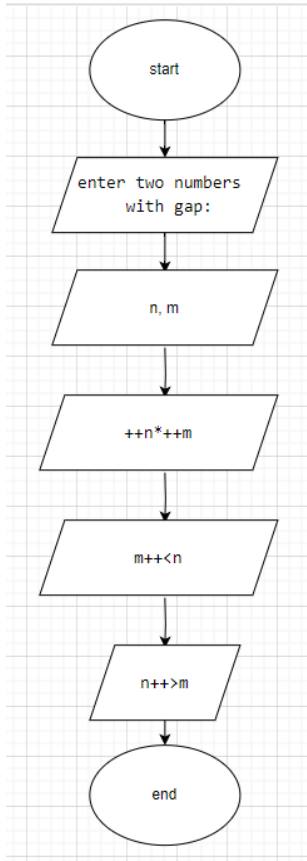 start
enter two numbers
with gap:
n, m
++n*++m
m++<n
n++>m
end